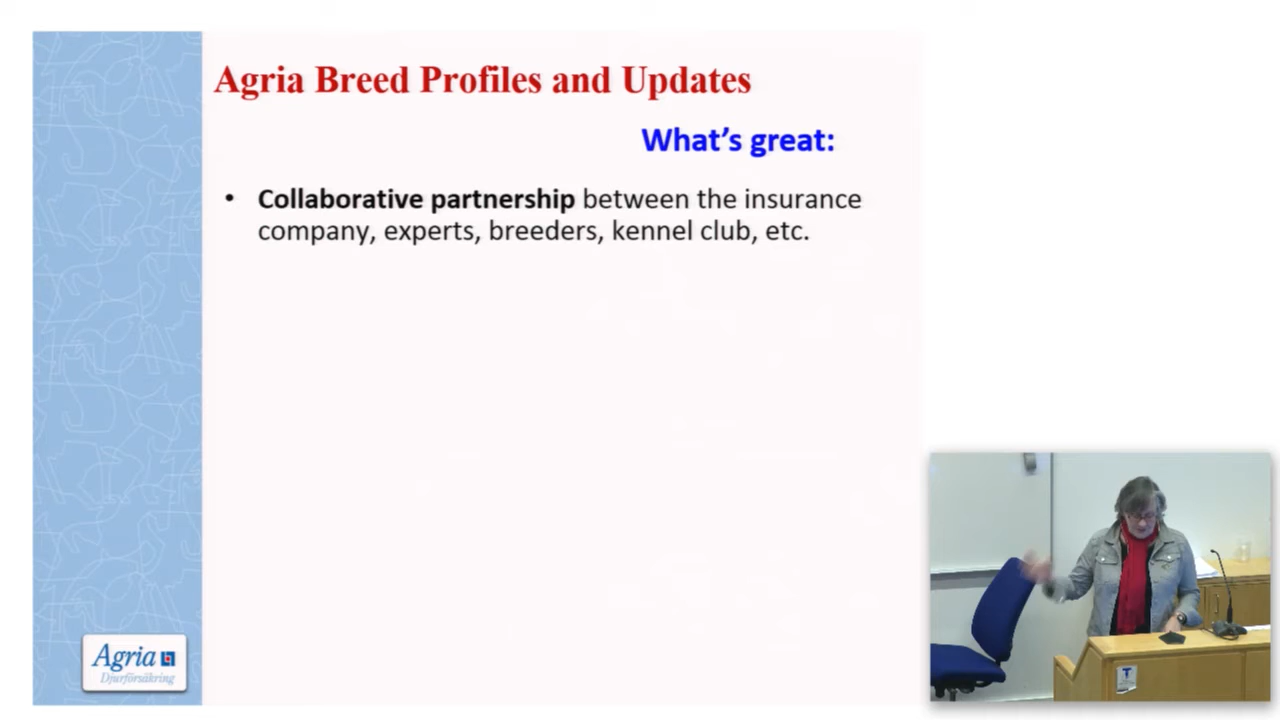 Agria Breed Profiles and Updates
What's great:
• Collaborative partnership between the insurance
company, experts, breeders, kennel club, etc.
Agria
Djurförsäkring
T